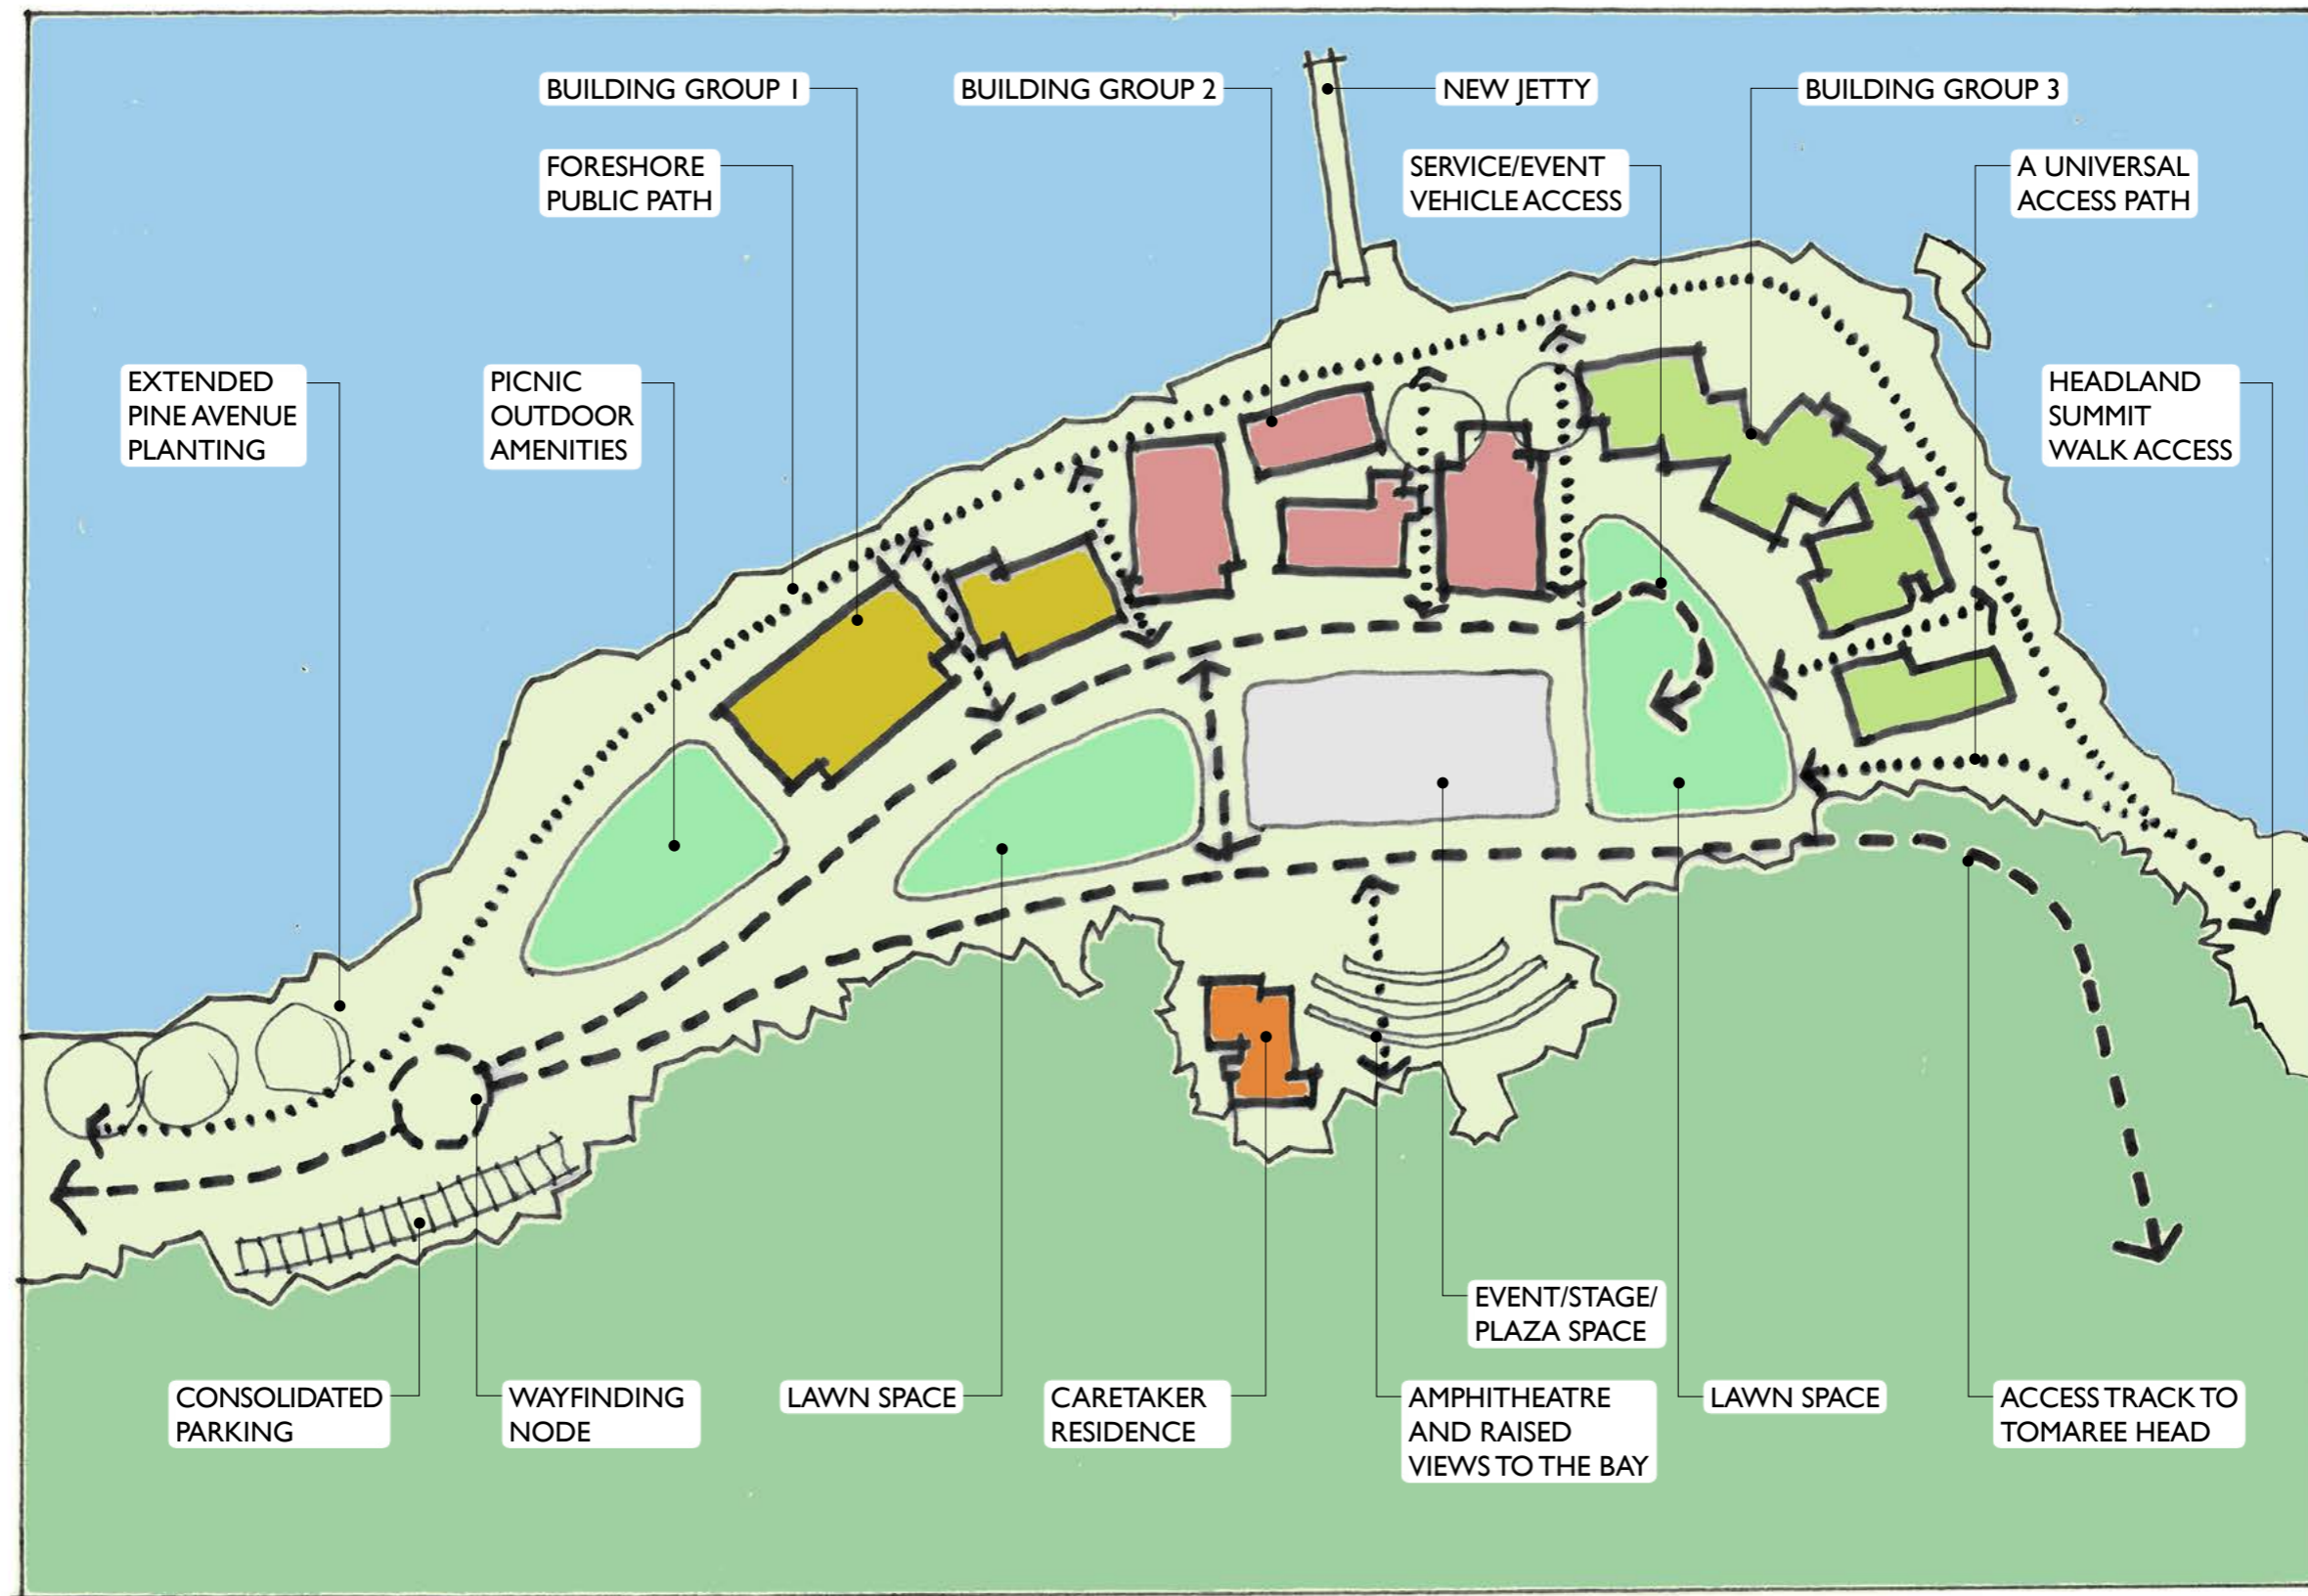 BUILDING GROUP 1
BUILDING GROUP 2
NEW JETTY
BUILDING GROUP 3
FORESHORE
PUBLIC PATH
SERVICE/EVENT
VEHICLE ACCESS
A UNIVERSAL
ACCESS PATH
EXTENDED
PINE AVENUE
PLANTING
PICNIC
OUTDOOR
AMENITIES
HEADLAND
SUMMIT
WALK ACCESS
EVENT/STAGE/
PLAZA SPACE
CONSOLIDATED
PARKING
WAYFINDING
NODE
LAWN SPACE
CARETAKER
RESIDENCE
AMPHITHEATRE
AND RAISED
VIEWS TO THE BAY
LAWN SPACE
ACCESS TRACK TO
TOMAREE HEAD